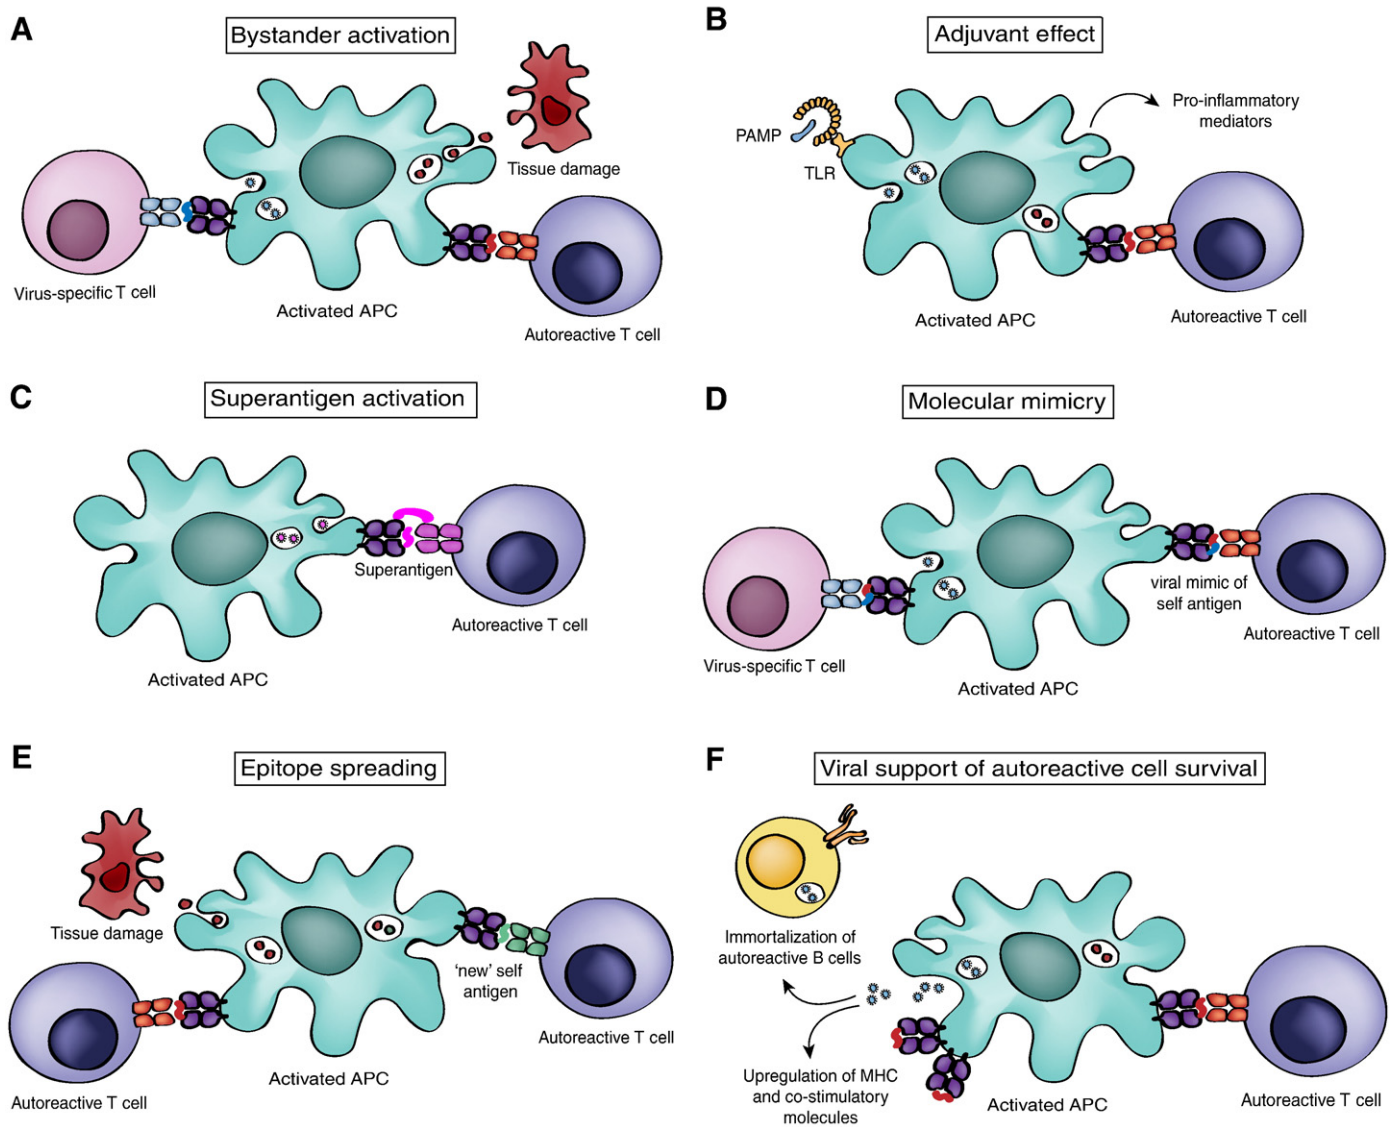 A
Bystander activation
Tissue damage
Virus-specific T cell
Activated APC
Autoreactive T cell
B
Adjuvant effect
PAMP
TLR
Pro-inflammatory
mediators
Activated APC
Autoreactive T cell
C
Superantigen activation
Superantigen
Autoreactive T cell
Activated APC
D
Molecular mimicry
viral mimic of
self antigen
Autoreactive T cell
Virus-specific T cell
Activated APC
E
Epitope spreading
Tissue damage
‘new’ self
antigen
Autoreactive T cell
Activated APC
Autoreactive T cell
F
Viral support of autoreactive cell survival
Immortalization of
autoreactive B cells
Upregulation of MHC
and co-stimulatory
molecules
Activated APC
Autoreactive T cell